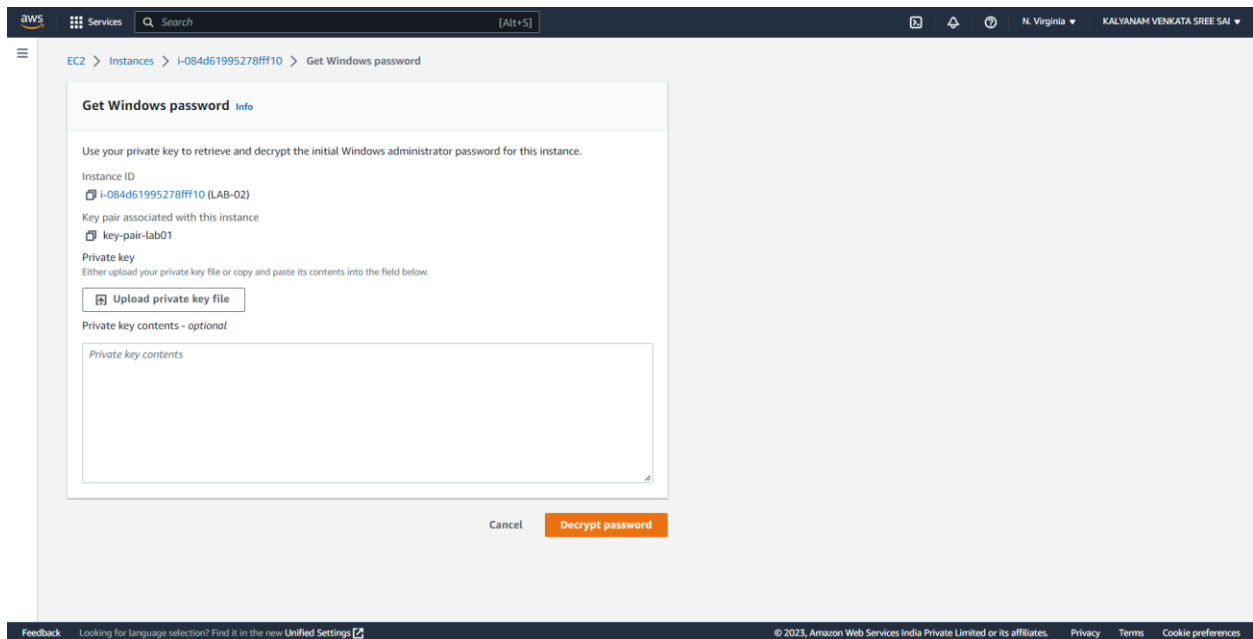 aws Services Search [Alt+S] N. Virginia KALYANAM VENKATA SREE SAI
EC2 > Instances > i-084d61995278fff10 > Get Windows password
Get Windows password Info
Use your private key to retrieve and decrypt the initial Windows administrator password for this instance.
Instance ID
i-084d61995278fff10 (LAB-02)
Key pair associated with this instance
key-pair-lab01
Private key
Either upload your private key file or copy and paste its contents into the field below.
Upload private key file
Private key contents - optional
Private key contents
Cancel Decrypt password
Feedback Looking for language selection? Find it in the new Unified Settings © 2023, Amazon Web Services India Private Limited or its affiliates. Privacy Terms Cookie preferences